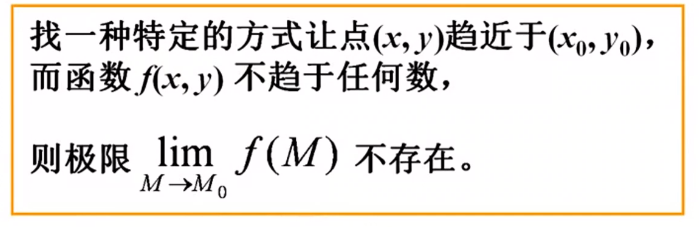 找一种特定的方式让点(x, y)趋近于(x₀, y₀)，
而函数 f(x, y) 不趋于任何数，
则极限 lim f(M) 不存在。
M→M₀